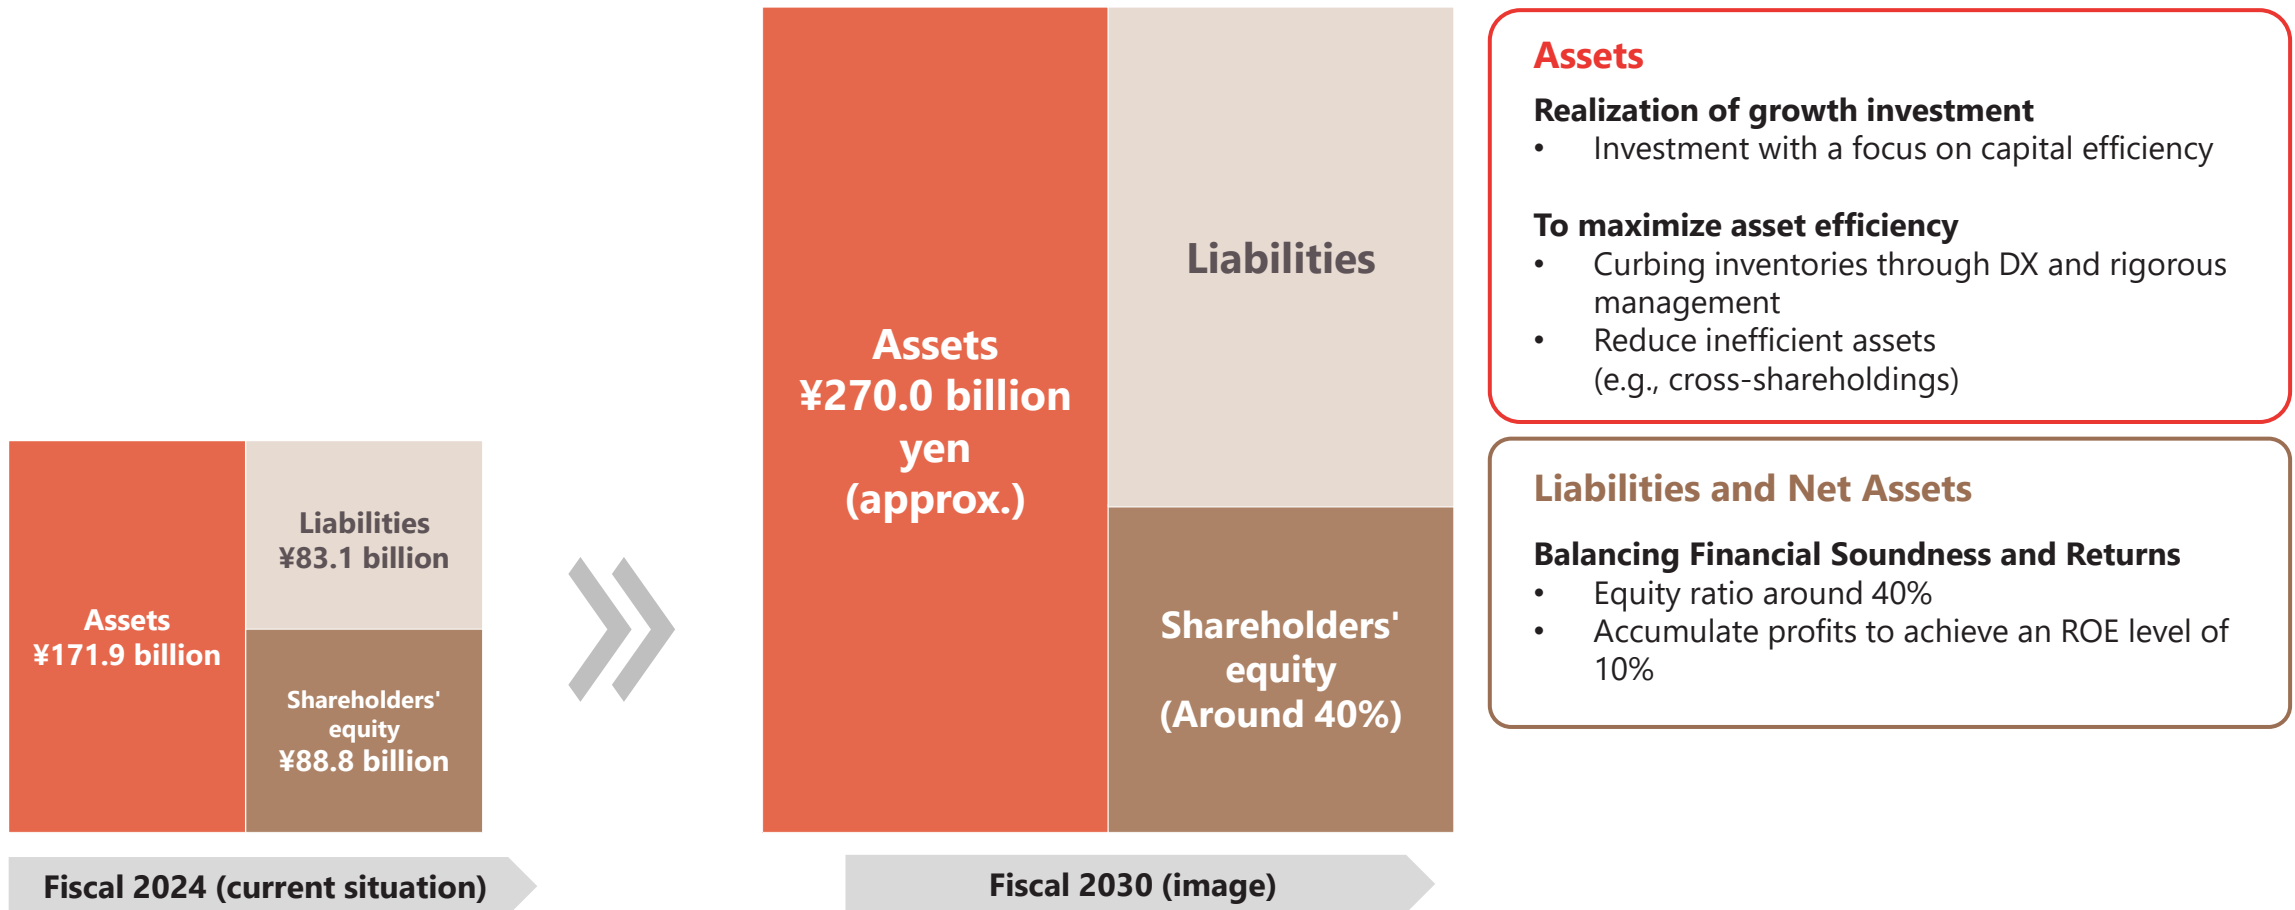 Assets
¥171.9 billion
Liabilities
¥83.1 billion
Shareholders'
equity
¥88.8 billion
Fiscal 2024 (current situation)
Assets
¥270.0 billion
yen
(approx.)
Liabilities
Shareholders'
equity
(Around 40%)
Fiscal 2030 (image)
Assets
Realization of growth investment
• Investment with a focus on capital efficiency
To maximize asset efficiency
• Curbing inventories through DX and rigorous
management
• Reduce inefficient assets
(e.g., cross-shareholdings)
Liabilities and Net Assets
Balancing Financial Soundness and Returns
• Equity ratio around 40%
• Accumulate profits to achieve an ROE level of
10%